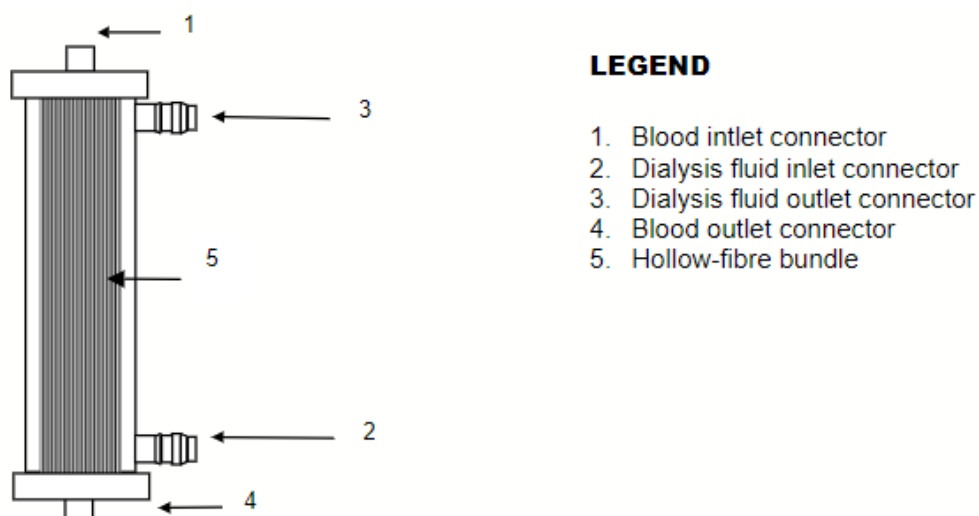 1
3
5
2
4
LEGEND
1. Blood intlet connector
2. Dialysis fluid inlet connector
3. Dialysis fluid outlet connector
4. Blood outlet connector
5. Hollow-fibre bundle